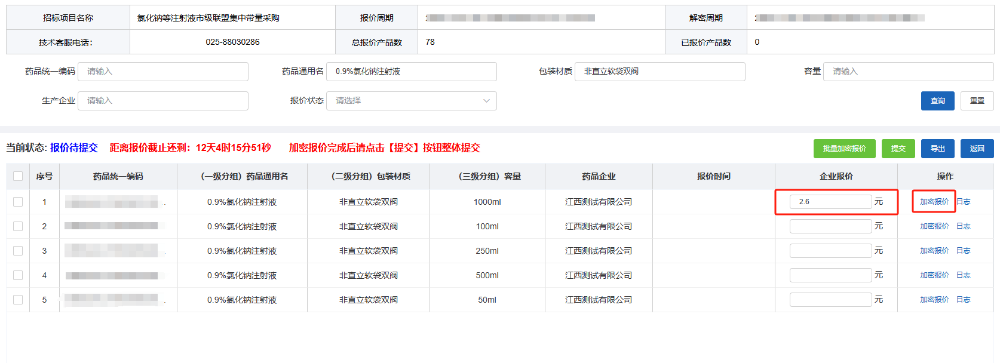 招标项目名称 氯化钠等注射液市级联盟集中带量采购 报价周期 解密周期
技术客服电话： 025-88030286 总报价产品数 78 已报价产品数 0
药品统一编码 请输入 药品通用名 0.9%氯化钠注射液 包装材质 非直立软袋双阀 容量 请输入
生产企业 请输入 报价状态 请选择 查询 重置
当前状态: 报价待提交 距离报价截止还剩：12天4时15分51秒 加密报价完成后请点击【提交】按钮整体提交 批量加密报价 提交 导出 返回
序号 药品统一编码 （一级分组）药品通用名 （二级分组）包装材质 （三级分组）容量 药品企业 报价时间 企业报价 操作
1 0.9%氯化钠注射液 非直立软袋双阀 1000ml 江西测试有限公司 2.6 元 加密报价 日志
2 0.9%氯化钠注射液 非直立软袋双阀 100ml 江西测试有限公司 元 加密报价 日志
3 0.9%氯化钠注射液 非直立软袋双阀 250ml 江西测试有限公司 元 加密报价 日志
4 0.9%氯化钠注射液 非直立软袋双阀 500ml 江西测试有限公司 元 加密报价 日志
5 0.9%氯化钠注射液 非直立软袋双阀 50ml 江西测试有限公司 元 加密报价 日志